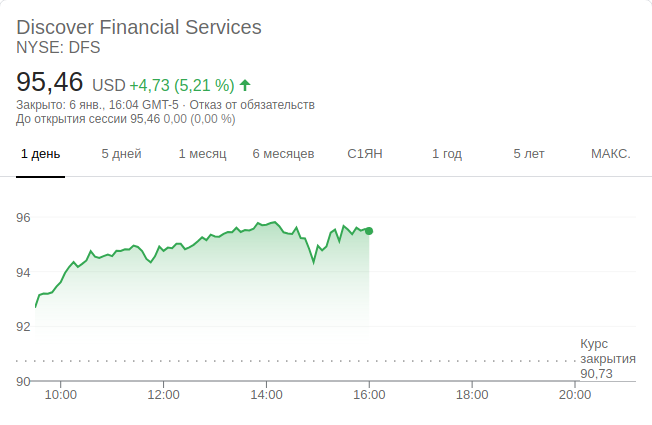 Discover Financial Services
NYSE: DFS
95,46 USD +4,73 (5,21 %)
Закрыто: 6 янв., 16:04 GMT-5 · Отказ от обязательств
До открытия сессии 95,46 0,00 (0,00 %)
1 день 5 дней 1 месяц 6 месяцев С1ЯН 1 год 5 лет МАКС.
96
94
92
Курс
закрытия
90,73
90
10:00 12:00 14:00 16:00 18:00 20:00